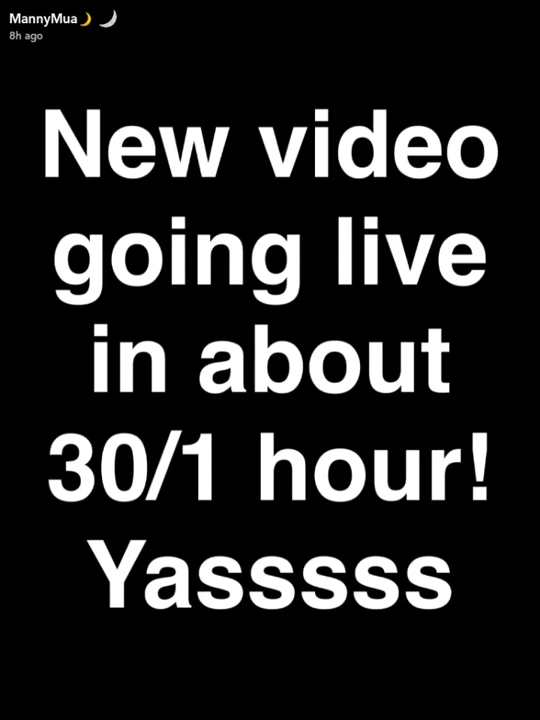 MannyMua🌙 🌙
8h ago
New video
going live
in about
30/1 hour!
Yasssss